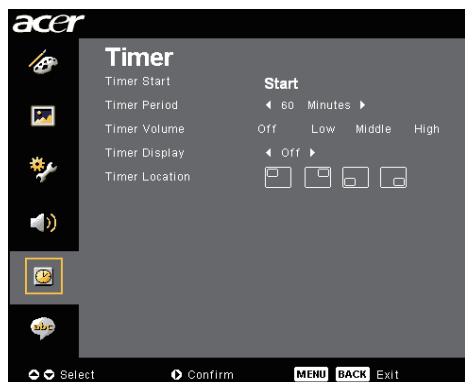 acer
Timer
Timer Start Start
Timer Period 60 Minutes
Timer Volume Off Low Middle High
Timer Display Off
Timer Location
abc
Select Confirm MENU BACK Exit